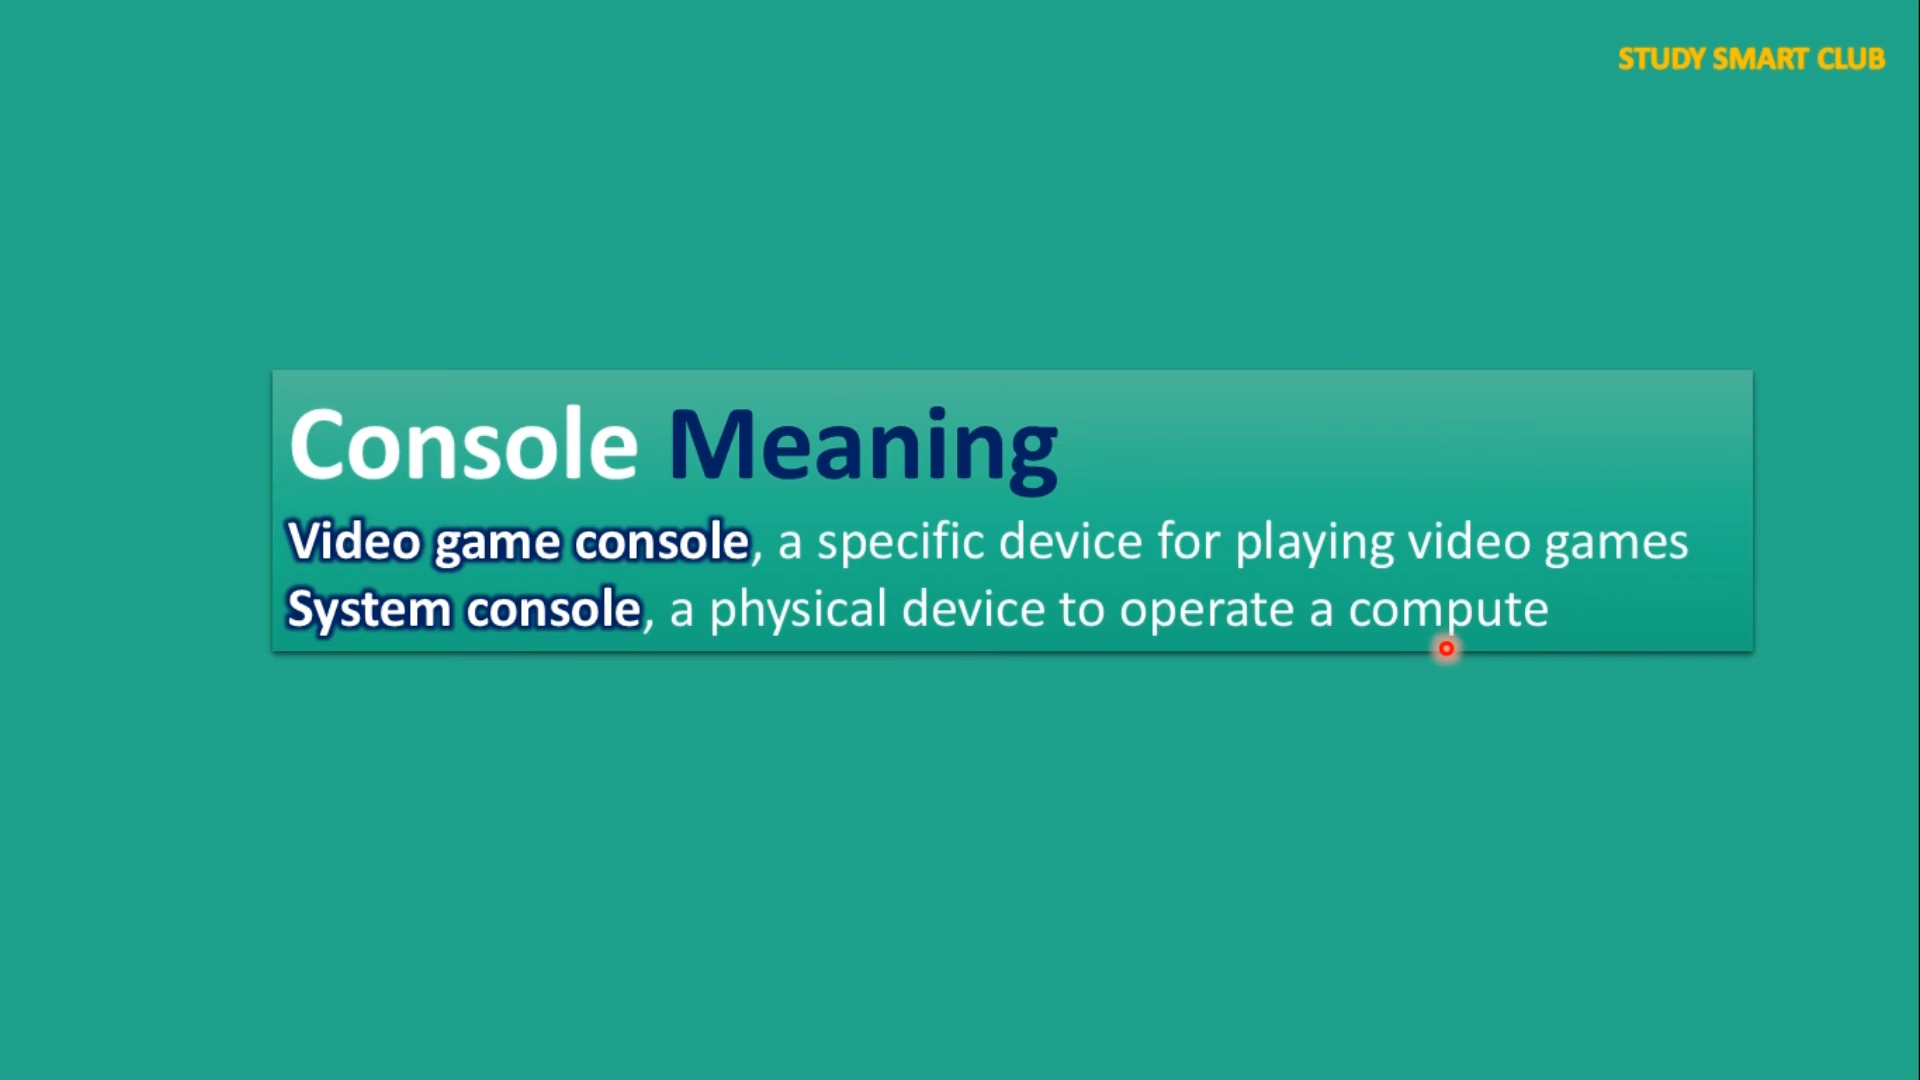 STUDY SMART CLUB
Console Meaning
Video game console, a specific device for playing video games
System console, a physical device to operate a compute